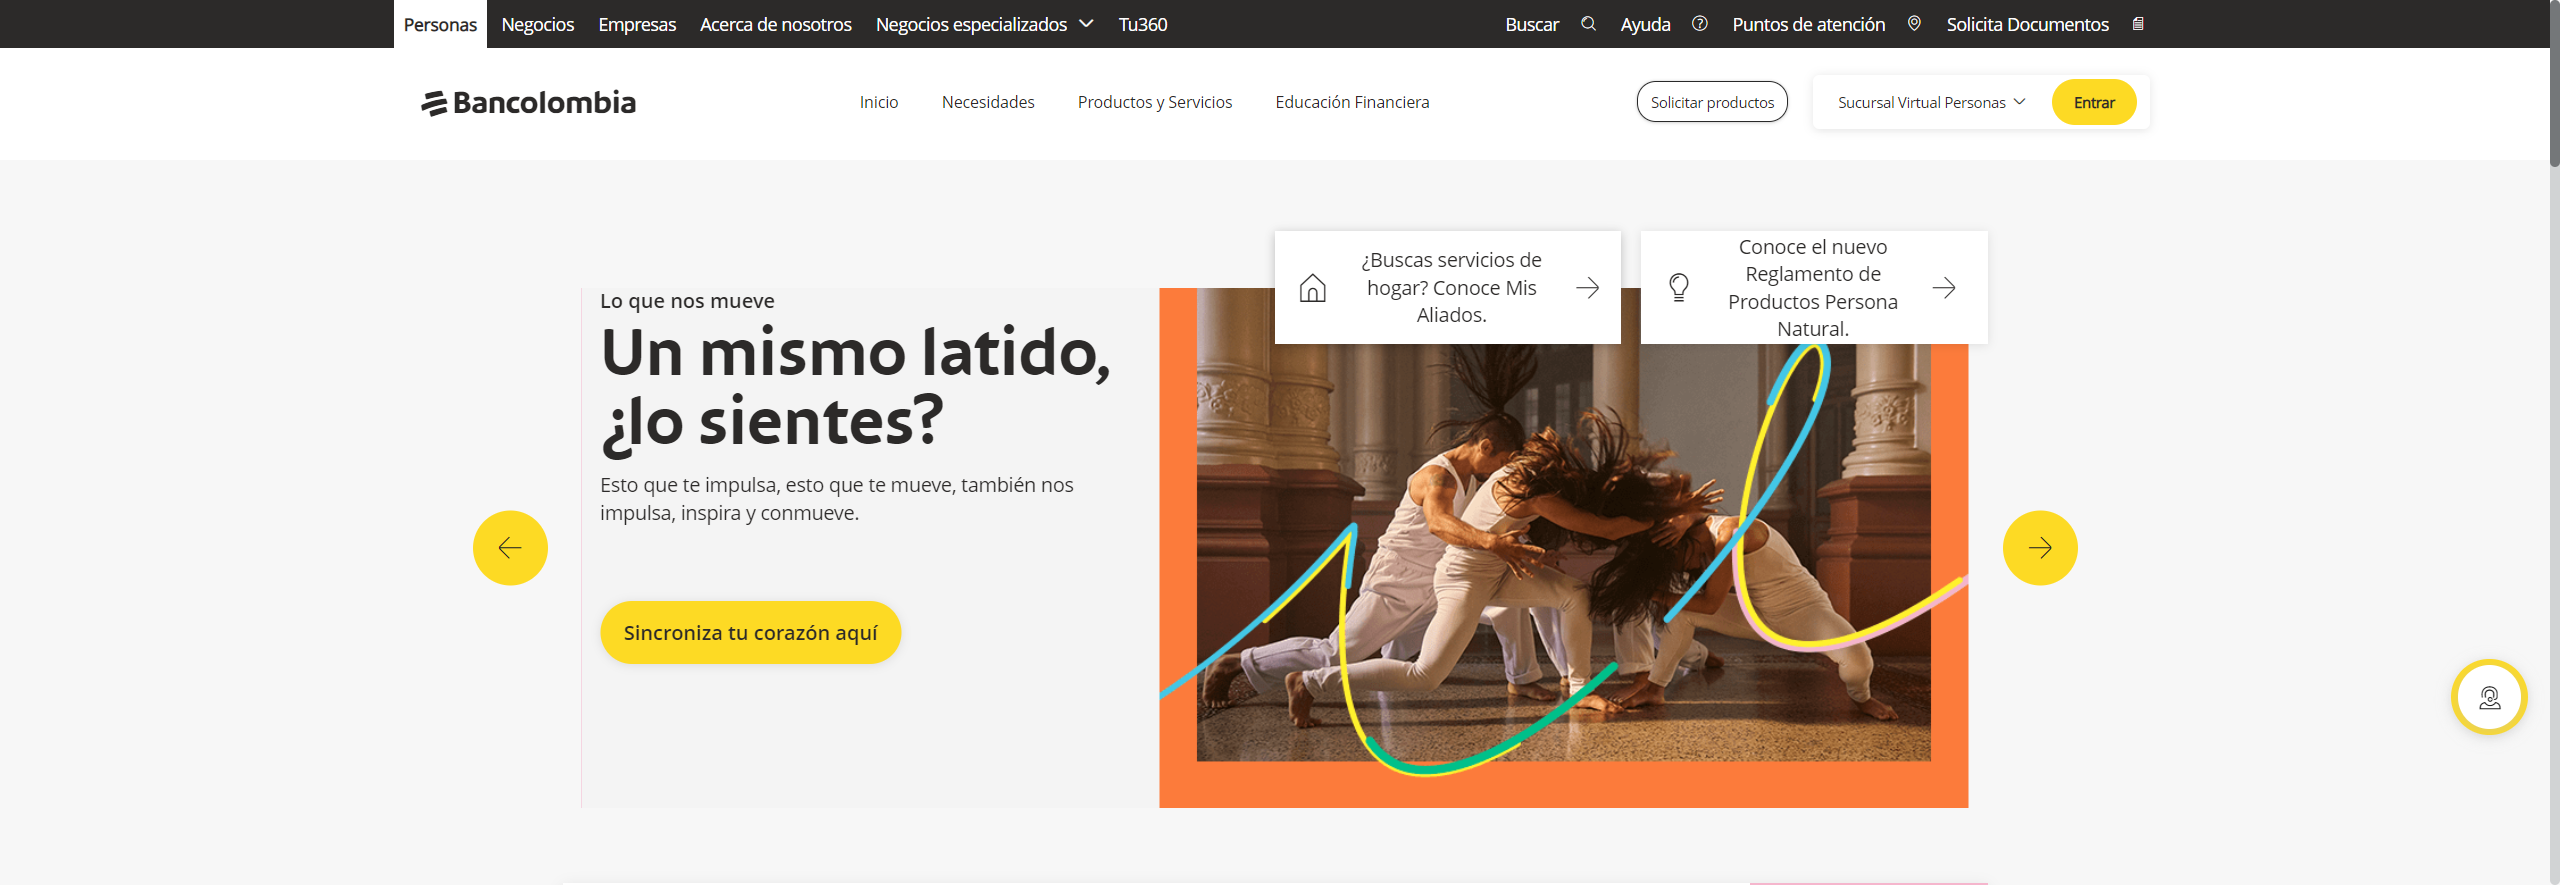 Personas Negocios Empresas Acerca de nosotros Negocios especializados Tu360 Buscar Ayuda Puntos de atención Solicita Documentos
Bancolombia Inicio Necesidades Productos y Servicios Educación Financiera Solicitar productos Sucursal Virtual Personas Entrar
¿Buscas servicios de
hogar? Conoce Mis
Aliados.
Conoce el nuevo
Reglamento de
Productos Persona
Natural.
Lo que nos mueve
Un mismo latido,
¿lo sientes?
Esto que te impulsa, esto que te mueve, también nos
impulsa, inspira y conmueve.
Sincroniza tu corazón aquí